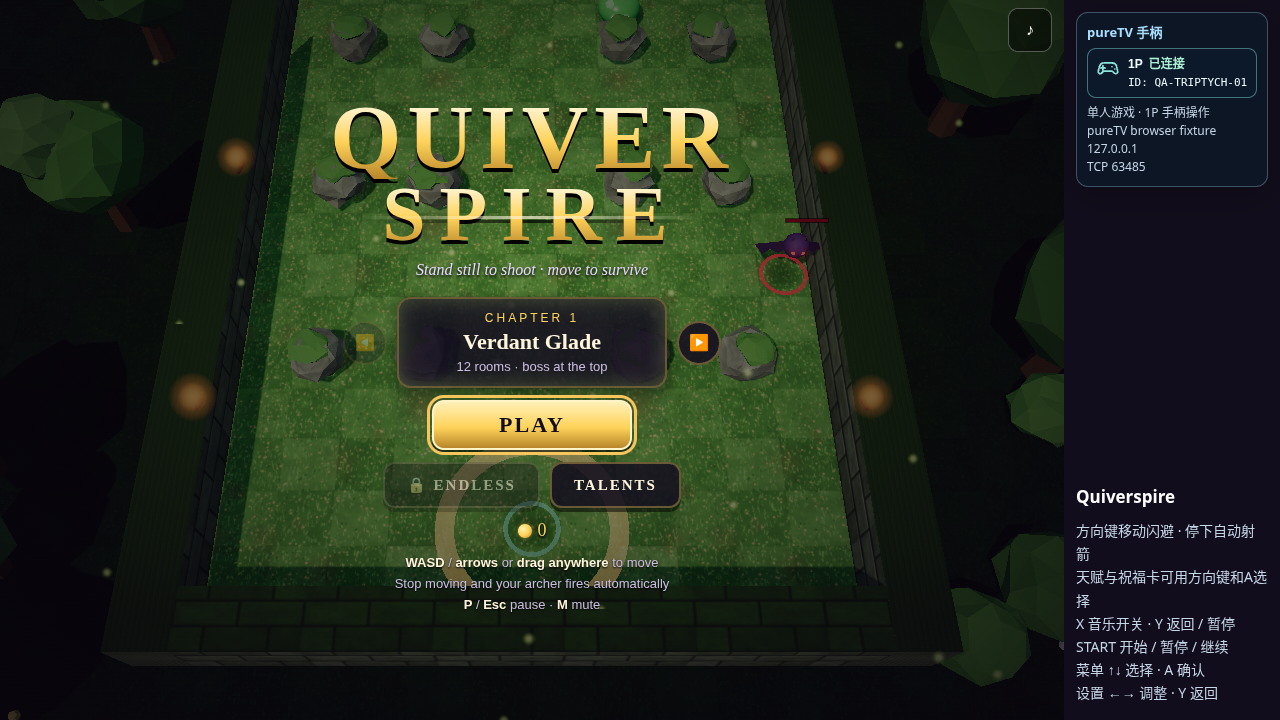 ♪
QUIVER
SPIRE
Stand still to shoot · move to survive
CHAPTER 1
Verdant Glade
12 rooms · boss at the top
PLAY
ENDLESS
TALENTS
0
WASD / arrows or drag anywhere to move
Stop moving and your archer fires automatically
P / Esc pause · M mute
pureTV 手柄
1P 已连接
ID: QA-TRIPTYCH-01
单人游戏 · 1P 手柄操作
pureTV browser fixture
127.0.0.1
TCP 63485
Quiverspire
方向键移动闪避 · 停下自动射
箭
天赋与祝福卡可用方向键和A选
择
X 音乐开关 · Y 返回 / 暂停
START 开始 / 暂停 / 继续
菜单 ↑↓ 选择 · A 确认
设置 ←→ 调整 · Y 返回